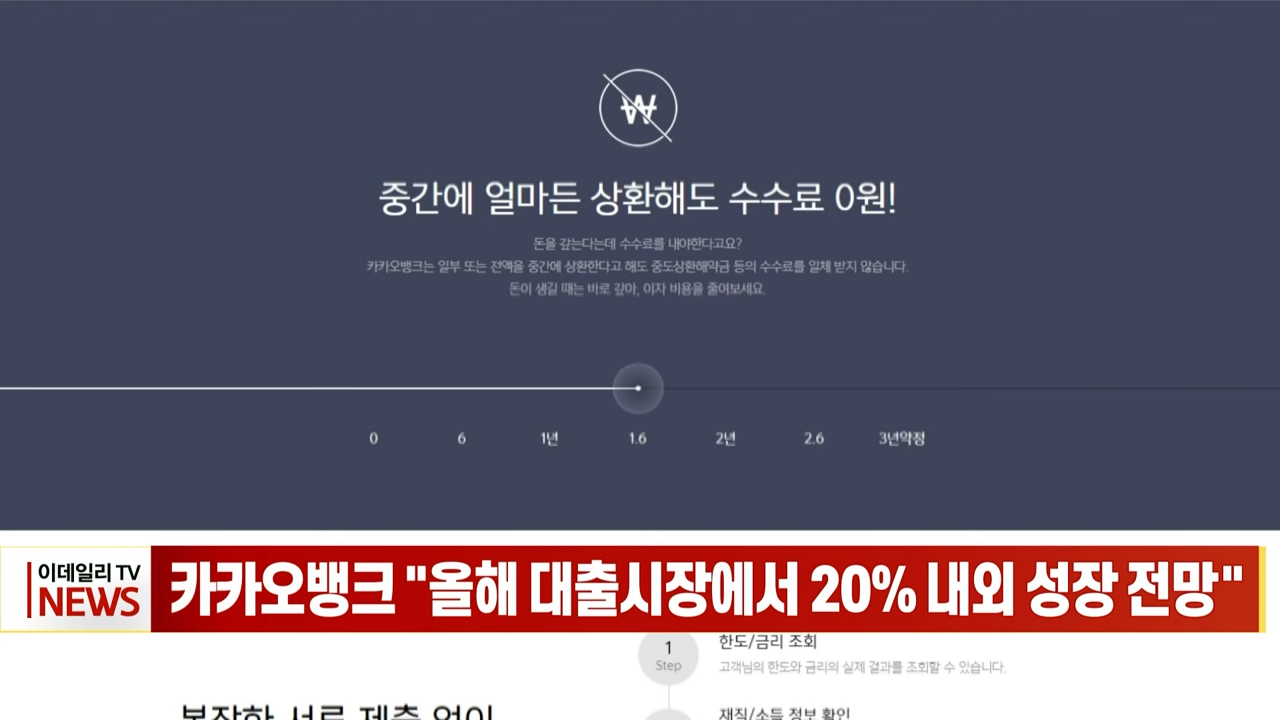 ₩
중간에 얼마든 상환해도 수수료 0원!
돈을 갚는다는데 수수료를 내야한다고요?
카카오뱅크는 일부 또는 전액을 중간에 상환한다고 해도 중도상환해약금 등의 수수료를 일체 받지 않습니다.
돈이 생길 때는 바로 갚아, 이자 비용을 줄여보세요.
0 6 1년 1.6 2년 2.6 3년약정
이데일리 TV
NEWS
카카오뱅크 "올해 대출시장에서 20% 내외 성장 전망"
1
Step
한도/금리 조회
고객님의 한도와 금리의 실제 결과를 조회할 수 있습니다.
복잡한 서류 제출 없이
재직/소득 정보 확인